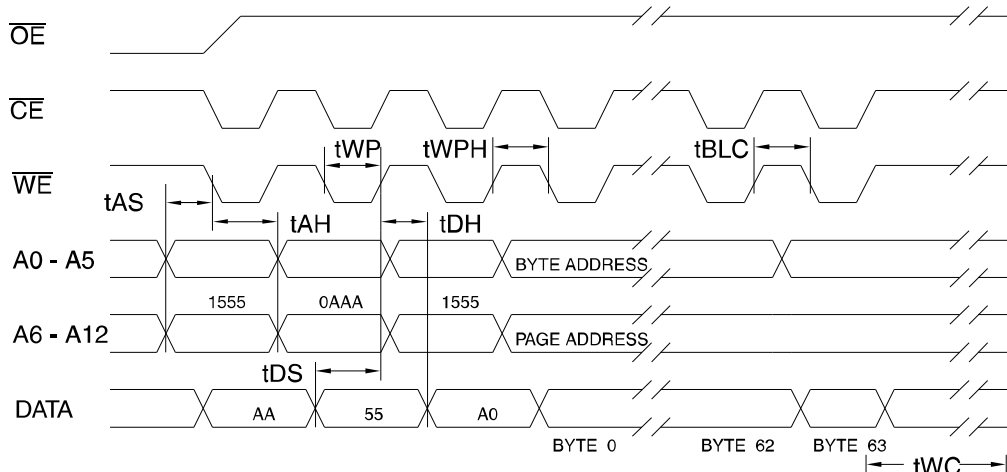 OE
CE
tWP tWPH tBLC
WE
tAS
tAH tDH
A0 - A5 BYTE ADDRESS
1555 0AAA 1555
A6 - A12 PAGE ADDRESS
tDS
DATA AA 55 A0
BYTE 0 BYTE 62 BYTE 63
tWC